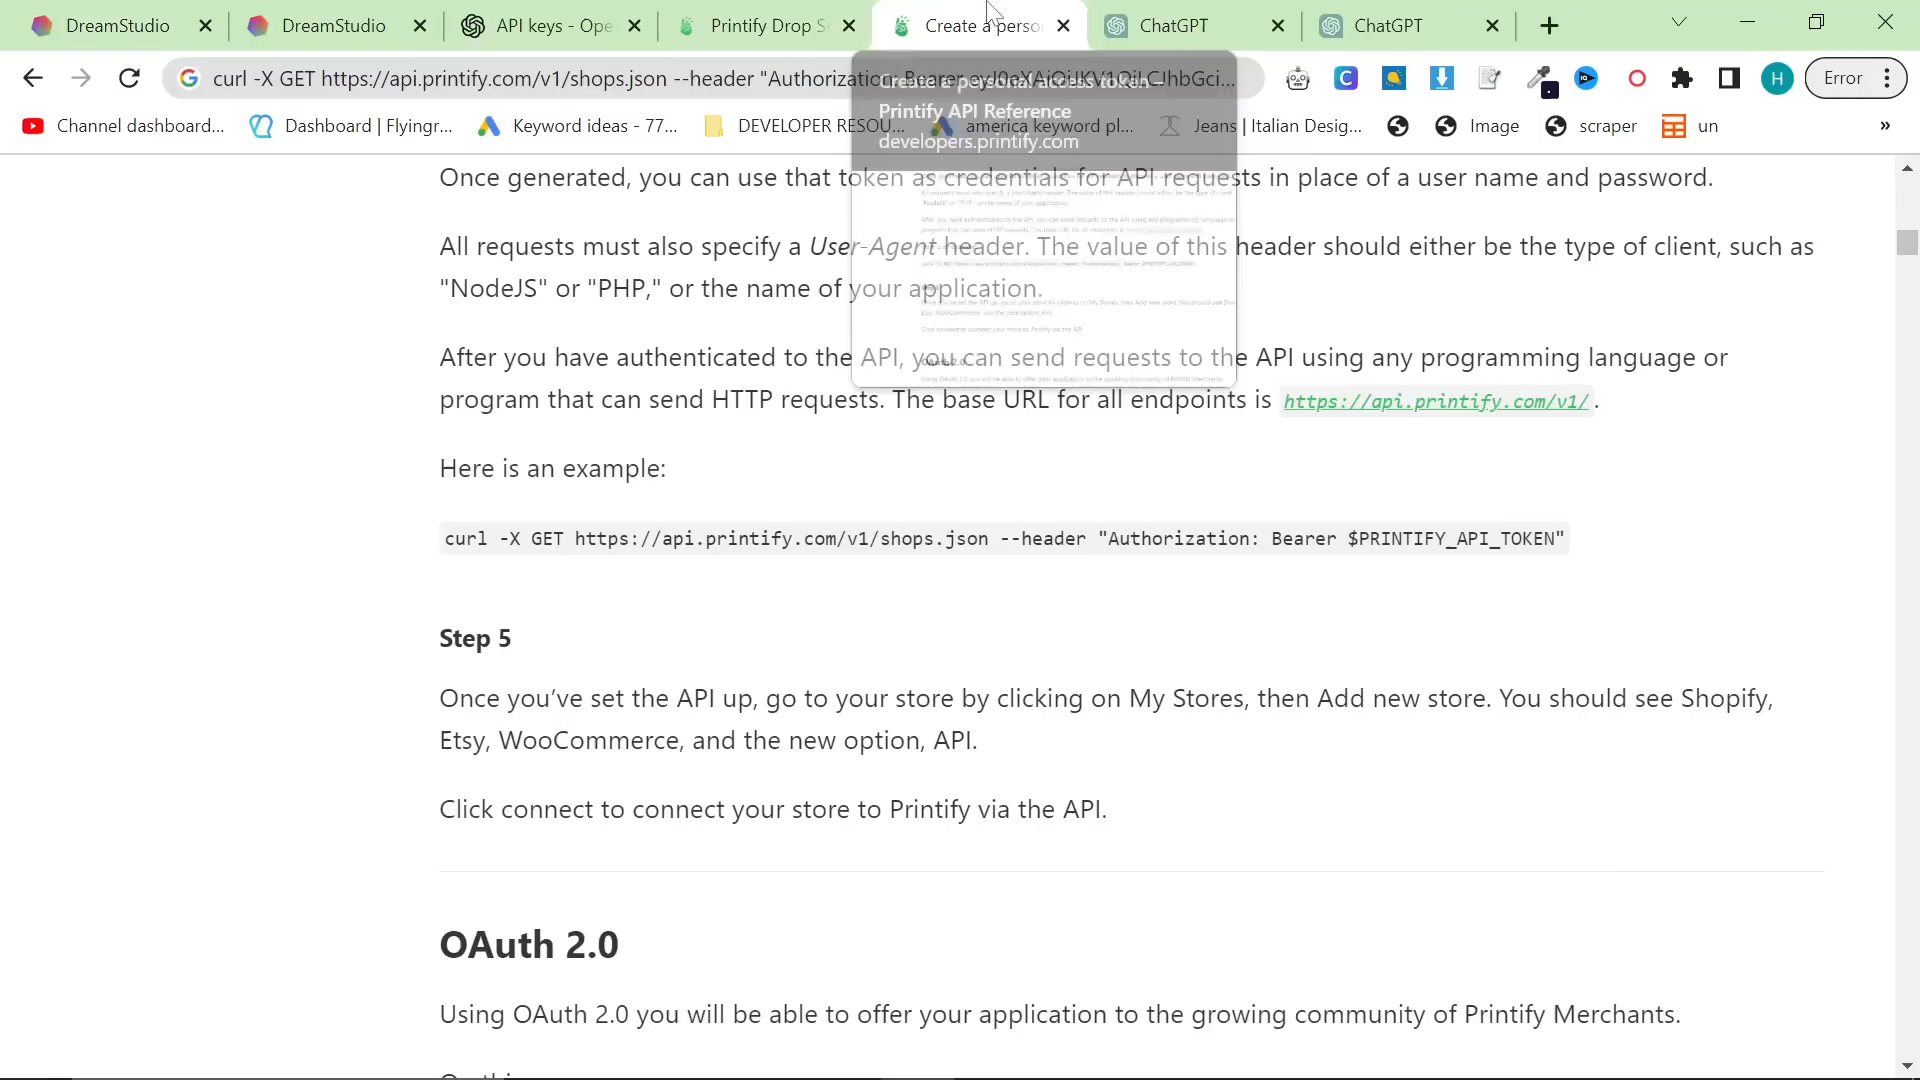 DreamStudio
DreamStudio
API keys - Ope
Printify Drop S
Create a perso
ChatGPT
ChatGPT
curl -X GET https://api.printify.com/v1/shops.json --header "Authorization: Bearer
Error
H
Create a personal access token –
Printify API Reference
developers.printify.com
Channel dashboard...
Dashboard | Flyingr...
Keyword ideas - 77...
DEVELOPER RESOU...
america keyword pl...
Jeans | Italian Desig...
Image
scraper
un
»
Once generated, you can use that token as credentials for API requests in place of a user name and password.
All requests must also specify a User-Agent header. The value of this header should either be the type of client, such as
"NodeJS" or "PHP," or the name of your application.
After you have authenticated to the API, you can send requests to the API using any programming language or
program that can send HTTP requests. The base URL for all endpoints is https://api.printify.com/v1/ .
Here is an example:
curl -X GET https://api.printify.com/v1/shops.json --header "Authorization: Bearer $PRINTIFY_API_TOKEN"
Step 5
Once you’ve set the API up, go to your store by clicking on My Stores, then Add new store. You should see Shopify,
Etsy, WooCommerce, and the new option, API.
Click connect to connect your store to Printify via the API.
OAuth 2.0
Using OAuth 2.0 you will be able to offer your application to the growing community of Printify Merchants.